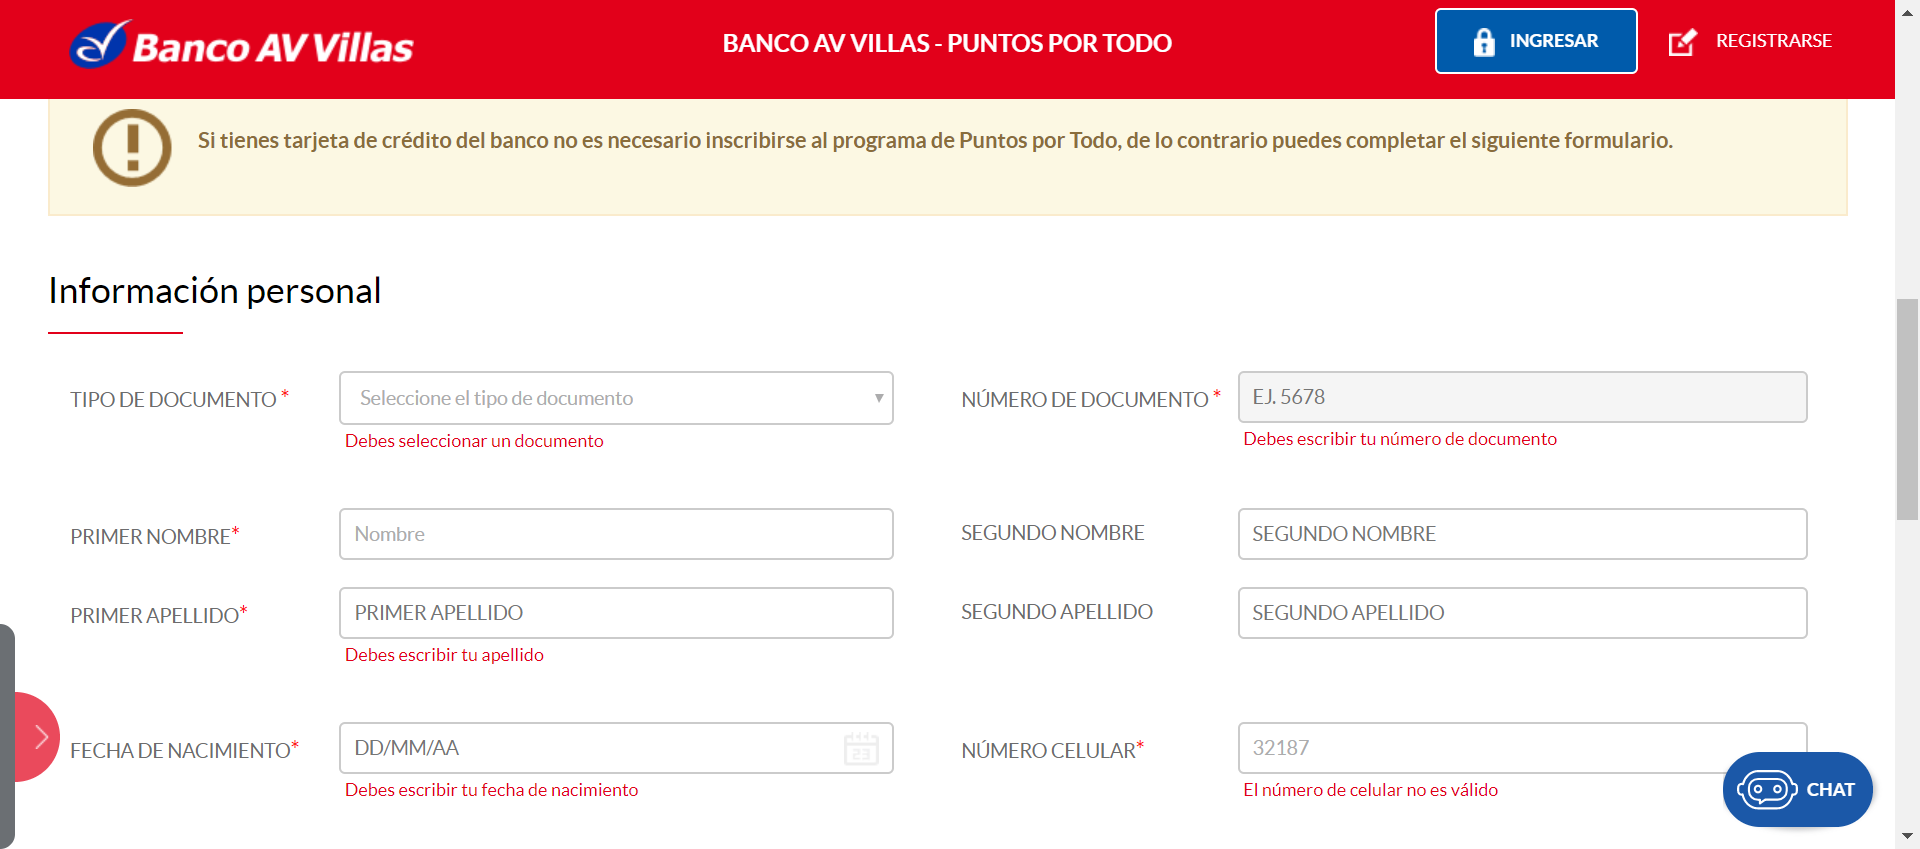 Banco AV Villas
BANCO AV VILLAS - PUNTOS POR TODO
INGRESAR
REGISTRARSE
Si tienes tarjeta de crédito del banco no es necesario inscribirse al programa de Puntos por Todo, de lo contrario puedes completar el siguiente formulario.
Información personal
TIPO DE DOCUMENTO *
Seleccione el tipo de documento
Debes seleccionar un documento
NÚMERO DE DOCUMENTO *
EJ. 5678
Debes escribir tu número de documento
PRIMER NOMBRE*
Nombre
SEGUNDO NOMBRE
SEGUNDO NOMBRE
PRIMER APELLIDO*
PRIMER APELLIDO
Debes escribir tu apellido
SEGUNDO APELLIDO
SEGUNDO APELLIDO
FECHA DE NACIMIENTO*
DD/MM/AA
23
Debes escribir tu fecha de nacimiento
NÚMERO CELULAR*
32187
El número de celular no es válido
CHAT